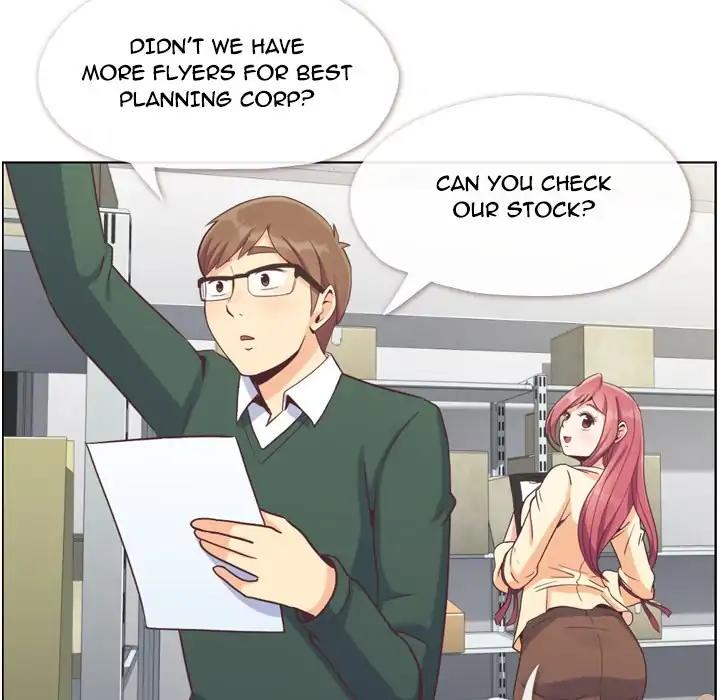 DIDN'T WE HAVE
MORE FLYERS FOR BEST
PLANNING CORP?
CAN YOU CHECK
OUR STOCK?